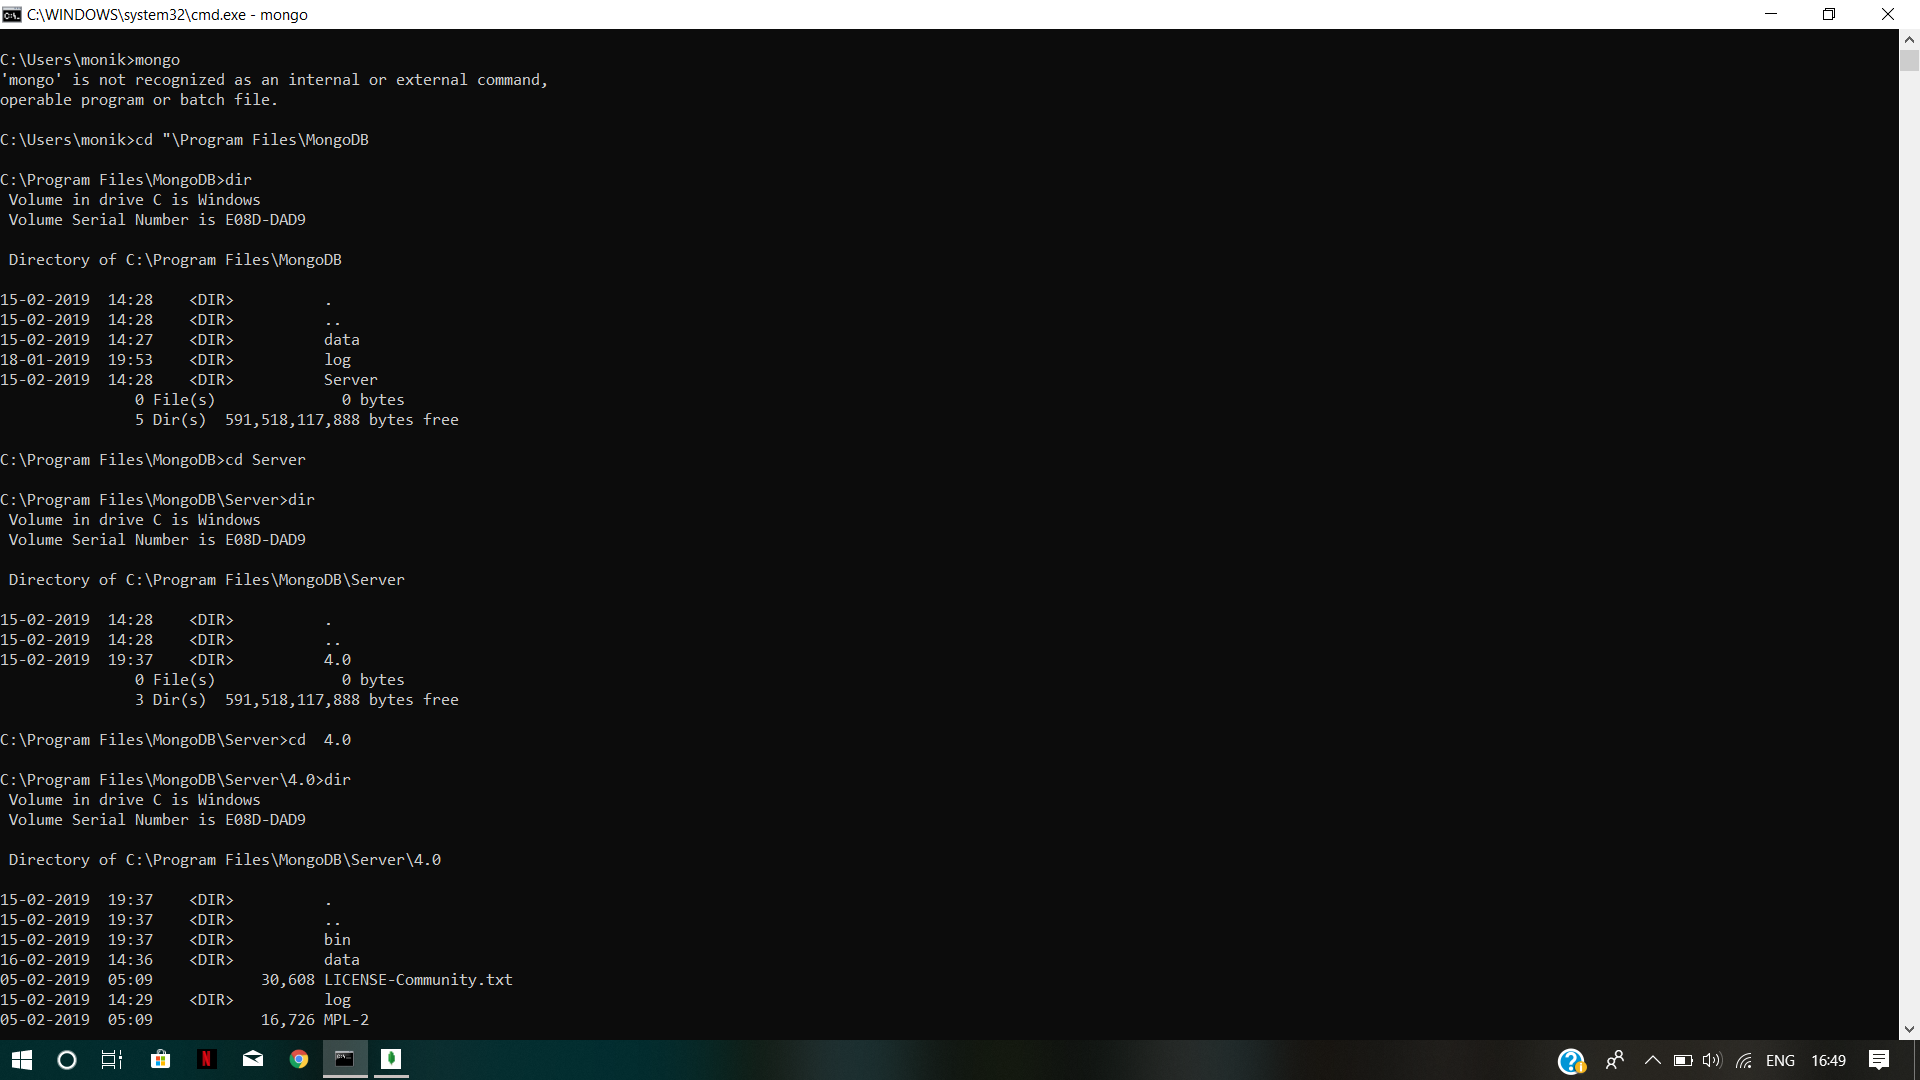 C:\WINDOWS\system32\cmd.exe - mongo
C:\Users\monik>mongo
'mongo' is not recognized as an internal or external command,
operable program or batch file.
C:\Users\monik>cd "\Program Files\MongoDB
C:\Program Files\MongoDB>dir
 Volume in drive C is Windows
 Volume Serial Number is E08D-DAD9
 Directory of C:\Program Files\MongoDB
15-02-2019  14:28    <DIR>          .
15-02-2019  14:28    <DIR>          ..
15-02-2019  14:27    <DIR>          data
18-01-2019  19:53    <DIR>          log
15-02-2019  14:28    <DIR>          Server
               0 File(s)              0 bytes
               5 Dir(s)  591,518,117,888 bytes free
C:\Program Files\MongoDB>cd Server
C:\Program Files\MongoDB\Server>dir
 Volume in drive C is Windows
 Volume Serial Number is E08D-DAD9
 Directory of C:\Program Files\MongoDB\Server
15-02-2019  14:28    <DIR>          .
15-02-2019  14:28    <DIR>          ..
15-02-2019  19:37    <DIR>          4.0
               0 File(s)              0 bytes
               3 Dir(s)  591,518,117,888 bytes free
C:\Program Files\MongoDB\Server>cd  4.0
C:\Program Files\MongoDB\Server\4.0>dir
 Volume in drive C is Windows
 Volume Serial Number is E08D-DAD9
 Directory of C:\Program Files\MongoDB\Server\4.0
15-02-2019  19:37    <DIR>          .
15-02-2019  19:37    <DIR>          ..
15-02-2019  19:37    <DIR>          bin
16-02-2019  14:36    <DIR>          data
05-02-2019  05:09            30,608 LICENSE-Community.txt
15-02-2019  14:29    <DIR>          log
05-02-2019  05:09            16,726 MPL-2
ENG 16:49